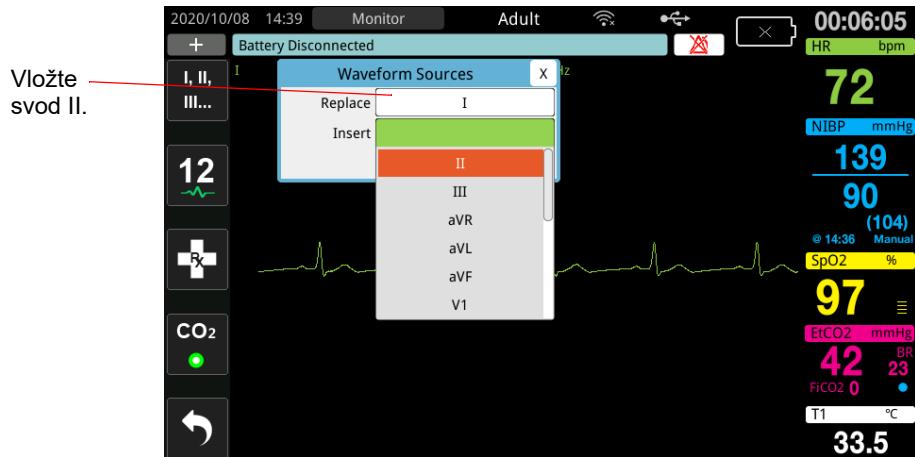 2020/10/08 14:39 Monitor Adult 00:06:05
+ Battery Disconnected
HR bpm
72
NIBP mmHg
139
90
(104)
@ 14:36 Manual
SpO2 %
97
EtCO2 mmHg
42 BR
23
FiCO2 0
T1 °C
33.5
Vložte
svod II.
I, II,
III...
12
Rx
CO2
I Hz
Waveform Sources X
Replace I
Insert
II
III
aVR
aVL
aVF
V1